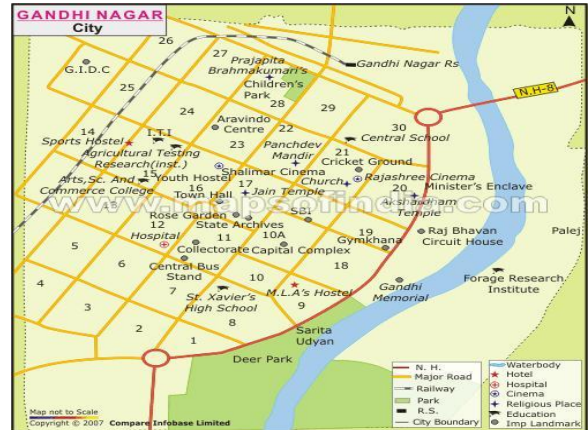 GANDHI NAGAR
City
N
26
27
Prajapita
Brahmakumari's
Gandhi Nagar Rs
G.I.D.C
Children's
Park
25
28
N.H-8
24
29
Aravindo
Centre
22
30
14
I.T.I
Sports Hostel
23
Central School
Agricultural Testing
Research(inst.)
Panchdev
Mandir
21
Cricket Ground
15
Youth Hostel
Shalimar Cinema
Arts,Sc. And
Commerce College
Church
Rajashree Cinema
16
17
Jain Temple
20
Minister's Enclave
Town Hall
Akshardham
Temple
www.mapsofindia.com
13
Rose Garden
SBI
State Archives
12
19
Raj Bhavan
Circuit House
Palej
Hospital
11
10A
Gymkhana
5
Collectorate
Capital Complex
6
Central Bus
Stand
18
Forage Research
Institute
4
7
10
Gandhi
Memorial
St. Xavier's
High School
M.L.A's Hostel
3
9
2
8
Sarita
Udyan
1
Deer Park
N. H.
Major Road
Railway
Park
R.S.
City Boundary
Waterbody
Hotel
Hospital
Cinema
Religious Place
Education
Imp Landmark
Map not to Scale
Copyright © 2007 Compare Infobase Limited